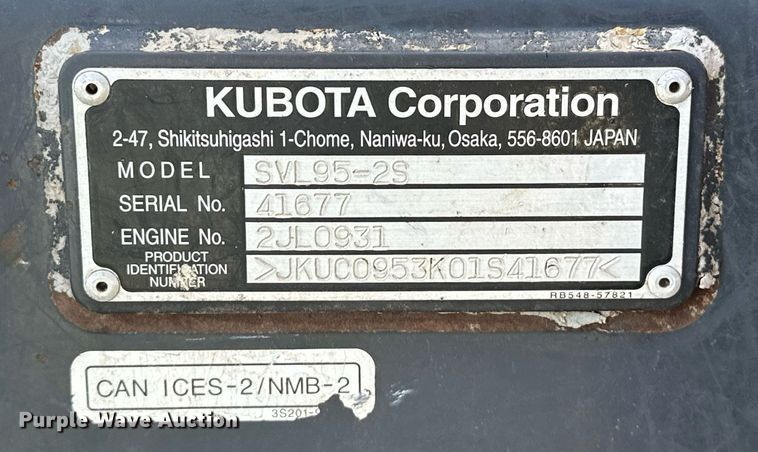 KUBOTA Corporation
2-47, Shikitsuhigashi 1-Chome, Naniwa-ku, Osaka, 556-8601 JAPAN
MODEL SVL95-2S
SERIAL No. 41677
ENGINE No. 2JL0931
PRODUCT IDENTIFICATION NUMBER >JKUC0953K01S41677<
RB548-57821
CAN ICES-2/NMB-2
Purple Wave Auction